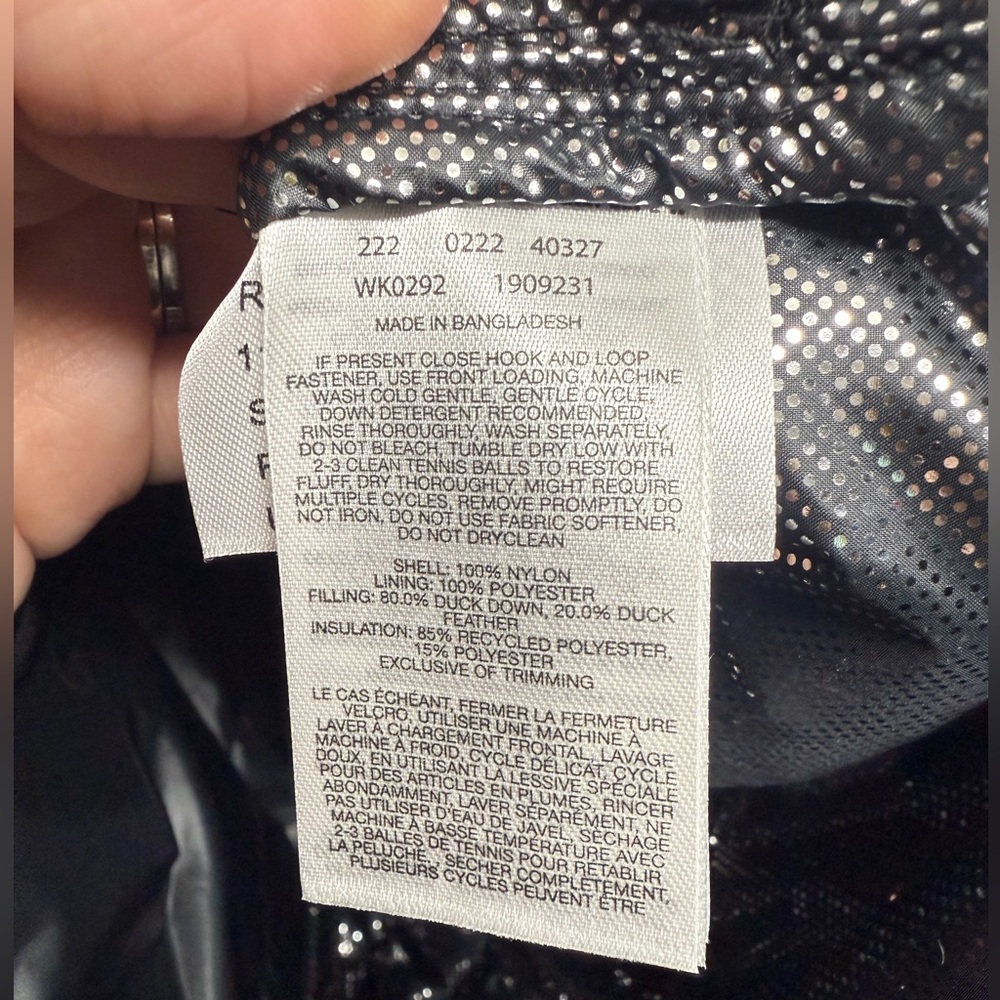 222 0222 40327
WK0292 1909231
MADE IN BANGLADESH
IF PRESENT CLOSE HOOK AND LOOP
FASTENER, USE FRONT LOADING, MACHINE
WASH COLD GENTLE, GENTLE CYCLE,
DOWN DETERGENT RECOMMENDED,
RINSE THOROUGHLY, WASH SEPARATELY,
DO NOT BLEACH, TUMBLE DRY LOW WITH
2-3 CLEAN TENNIS BALLS TO RESTORE
FLUFF, DRY THOROUGHLY, MIGHT REQUIRE
MULTIPLE CYCLES, REMOVE PROMPTLY, DO
NOT IRON, DO NOT USE FABRIC SOFTENER,
DO NOT DRYCLEAN
SHELL: 100% NYLON
LINING: 100% POLYESTER
FILLING: 80.0% DUCK DOWN, 20.0% DUCK
FEATHER
INSULATION: 85% RECYCLED POLYESTER,
15% POLYESTER
EXCLUSIVE OF TRIMMING
LE CAS ÉCHÉANT, FERMER LA FERMETURE
VELCRO, UTILISER UNE MACHINE À
LAVER À CHARGEMENT FRONTAL, LAVAGE
MACHINE À FROID, CYCLE DÉLICAT, CYCLE
DOUX, EN UTILISANT LA LESSIVE SPÉCIALE
POUR DES ARTICLES EN PLUMES, RINCER
ABONDAMMENT, LAVER SÉPARÉMENT, NE
PAS UTILISER D'EAU DE JAVEL, SÉCHAGE
MACHINE À BASSE TEMPÉRATURE AVEC
2-3 BALLES DE TENNIS POUR RETABLIR
LA PELUCHE, SÉCHER COMPLÈTEMENT,
PLUSIEURS CYCLES PEUVENT ÊTRE